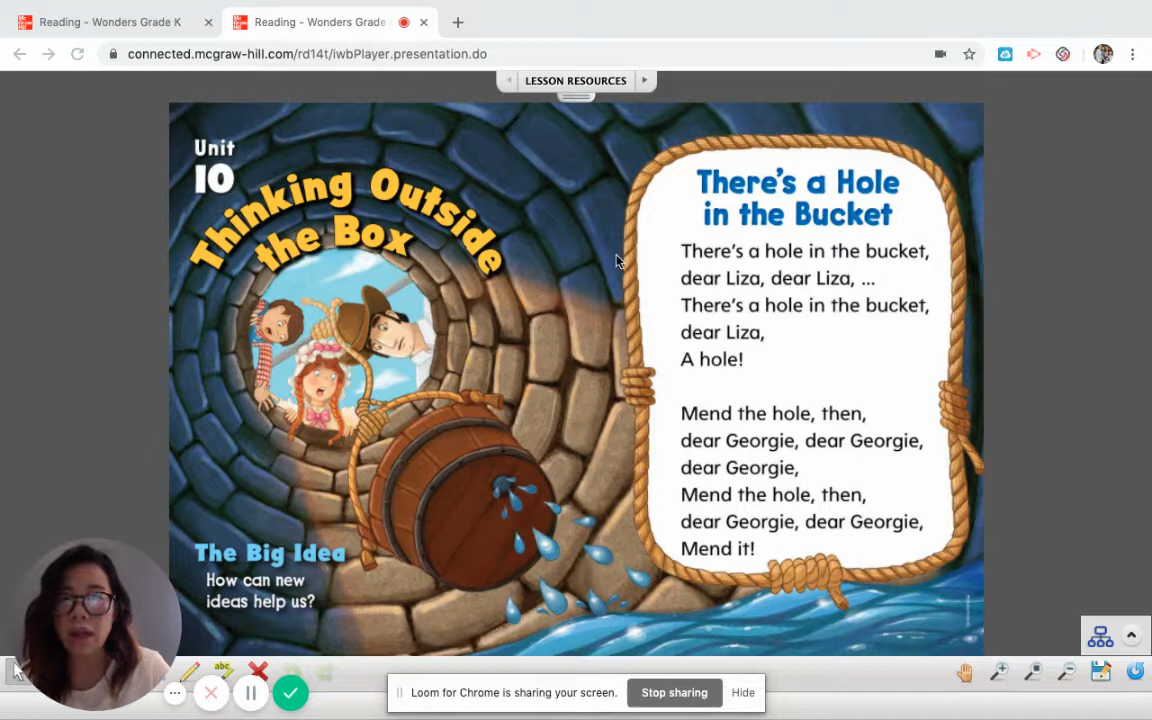 Reading - Wonders Grade K
Reading - Wonders Grade
connected.mcgraw-hill.com/rd14t/iwbPlayer.presentation.do
LESSON RESOURCES
Unit
10
Thinking Outside
the Box
The Big Idea
How can new
ideas help us?
There's a Hole
in the Bucket
There's a hole in the bucket,
dear Liza, dear Liza, ...
There's a hole in the bucket,
dear Liza,
A hole!
Mend the hole, then,
dear Georgie, dear Georgie,
dear Georgie,
Mend the hole, then,
dear Georgie, dear Georgie,
Mend it!
abc
Loom for Chrome is sharing your screen.
Stop sharing
Hide